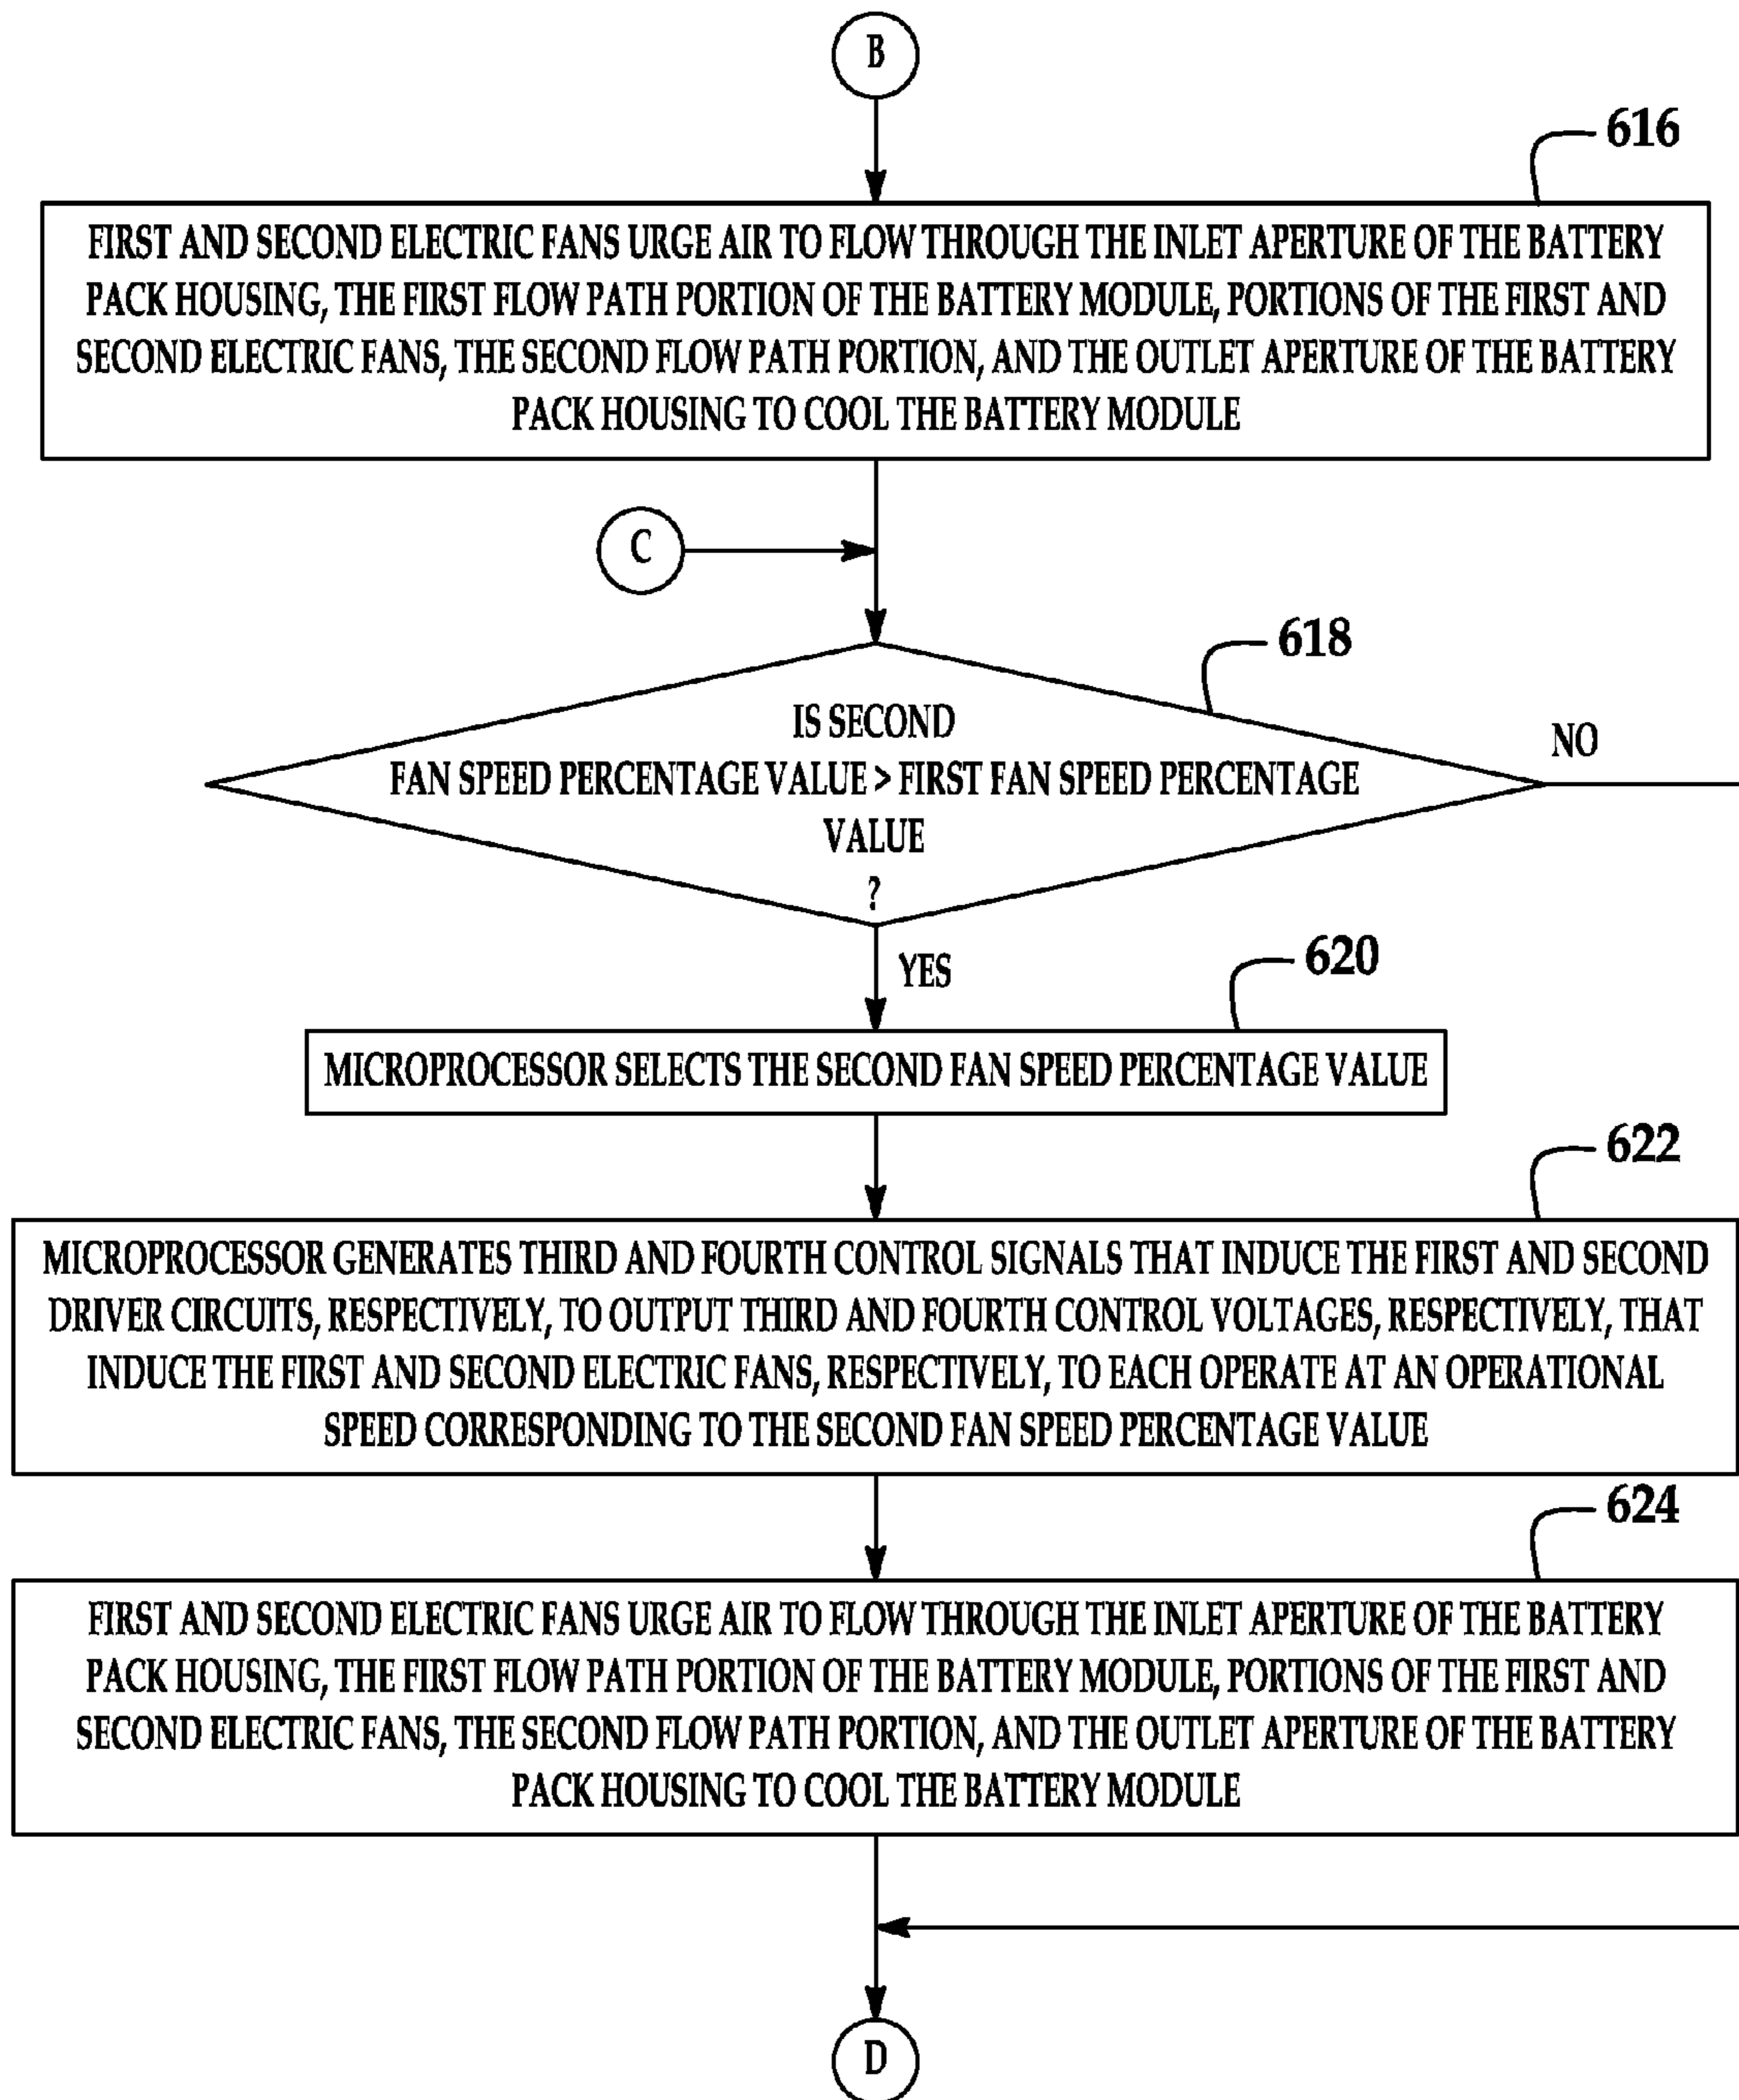 B
616
FIRST AND SECOND ELECTRIC FANS URGE AIR TO FLOW THROUGH THE INLET APERTURE OF THE BATTERY
PACK HOUSING, THE FIRST FLOW PATH PORTION OF THE BATTERY MODULE, PORTIONS OF THE FIRST AND
SECOND ELECTRIC FANS, THE SECOND FLOW PATH PORTION, AND THE OUTLET APERTURE OF THE BATTERY
PACK HOUSING TO COOL THE BATTERY MODULE
C
618
IS SECOND
FAN SPEED PERCENTAGE VALUE > FIRST FAN SPEED PERCENTAGE
VALUE
?
NO
YES
620
MICROPROCESSOR SELECTS THE SECOND FAN SPEED PERCENTAGE VALUE
622
MICROPROCESSOR GENERATES THIRD AND FOURTH CONTROL SIGNALS THAT INDUCE THE FIRST AND SECOND
DRIVER CIRCUITS, RESPECTIVELY, TO OUTPUT THIRD AND FOURTH CONTROL VOLTAGES, RESPECTIVELY, THAT
INDUCE THE FIRST AND SECOND ELECTRIC FANS, RESPECTIVELY, TO EACH OPERATE AT AN OPERATIONAL
SPEED CORRESPONDING TO THE SECOND FAN SPEED PERCENTAGE VALUE
624
FIRST AND SECOND ELECTRIC FANS URGE AIR TO FLOW THROUGH THE INLET APERTURE OF THE BATTERY
PACK HOUSING, THE FIRST FLOW PATH PORTION OF THE BATTERY MODULE, PORTIONS OF THE FIRST AND
SECOND ELECTRIC FANS, THE SECOND FLOW PATH PORTION, AND THE OUTLET APERTURE OF THE BATTERY
PACK HOUSING TO COOL THE BATTERY MODULE
D